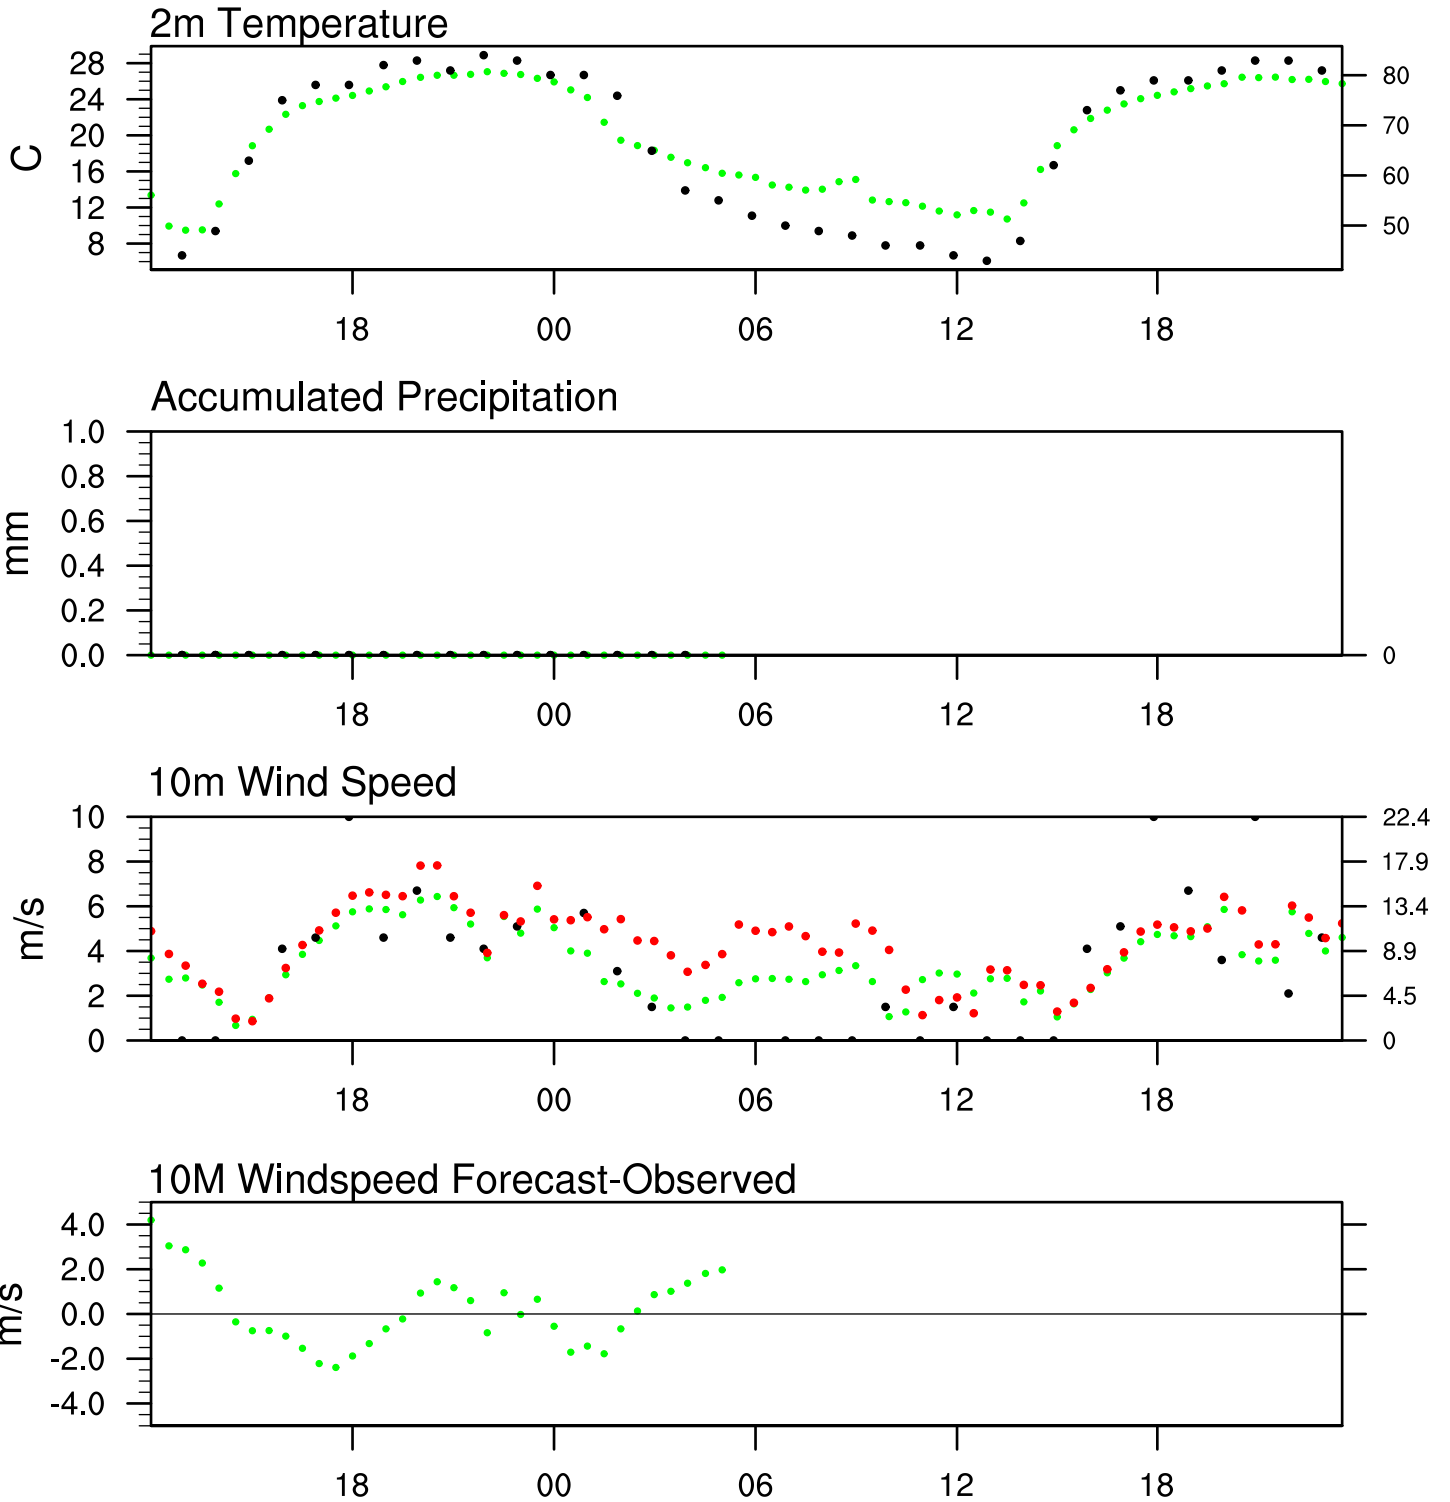 2m Temperature
28
24
20
16
12
8
C
80
70
60
50
18 00 06 12 18
Accumulated Precipitation
1.0
0.8
0.6
0.4
0.2
0.0
mm
0
18 00 06 12 18
10m Wind Speed
10
8
6
4
2
0
m/s
22.4
17.9
13.4
8.9
4.5
0
18 00 06 12 18
10M Windspeed Forecast-Observed
4.0
2.0
0.0
-2.0
-4.0
m/s
18 00 06 12 18